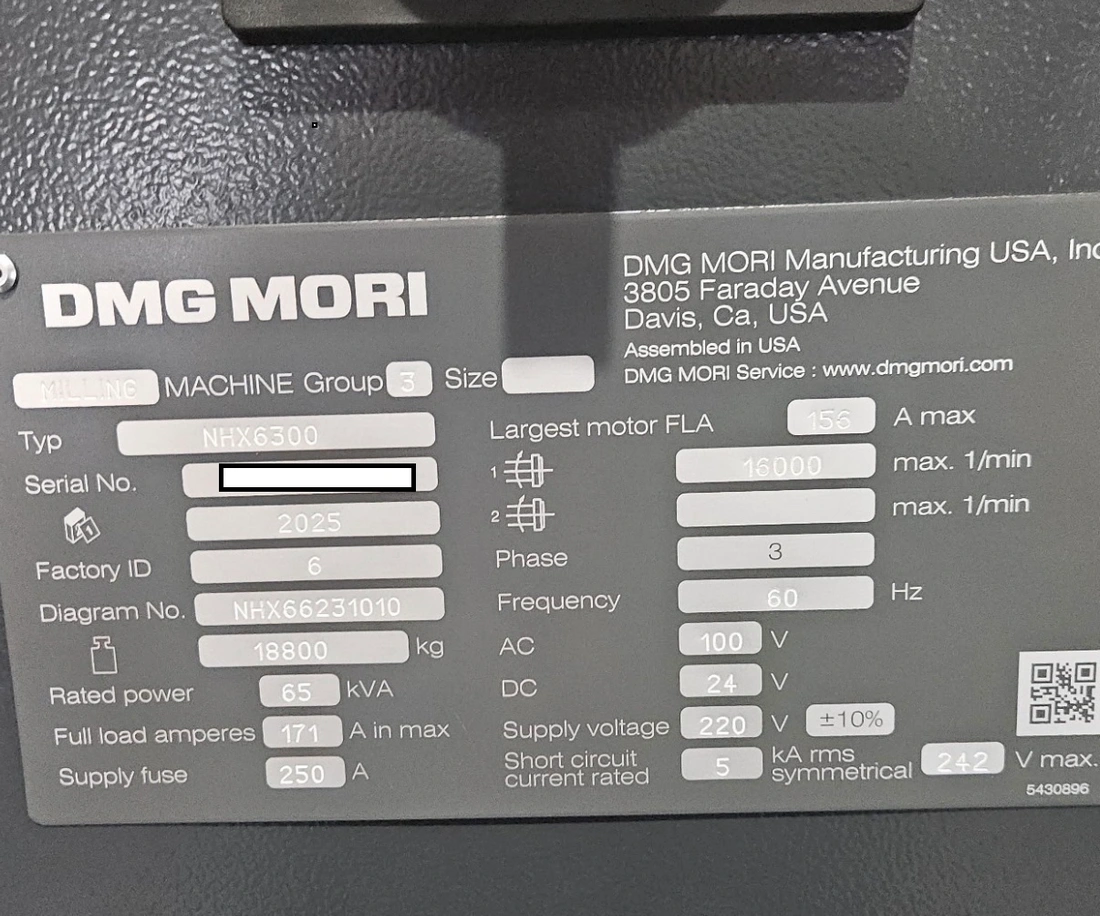 DMG MORI
DMG MORI Manufacturing USA, Inc
3805 Faraday Avenue
Davis, Ca, USA
Assembled in USA
DMG MORI Service : www.dmgmori.com
MILLING MACHINE Group 3 Size
Typ NHX6300
Serial No.
2025
Factory ID 6
Diagram No. NHX66231010
18800 kg
Rated power 65 kVA
Full load amperes 171 A in max
Supply fuse 250 A
Largest motor FLA 156 A max
1 16000 max. 1/min
2 max. 1/min
Phase 3
Frequency 60 Hz
AC 100 V
DC 24 V
Supply voltage 220 V ±10%
Short circuit current rated 5 kA rms symmetrical 242 V max.
5430896